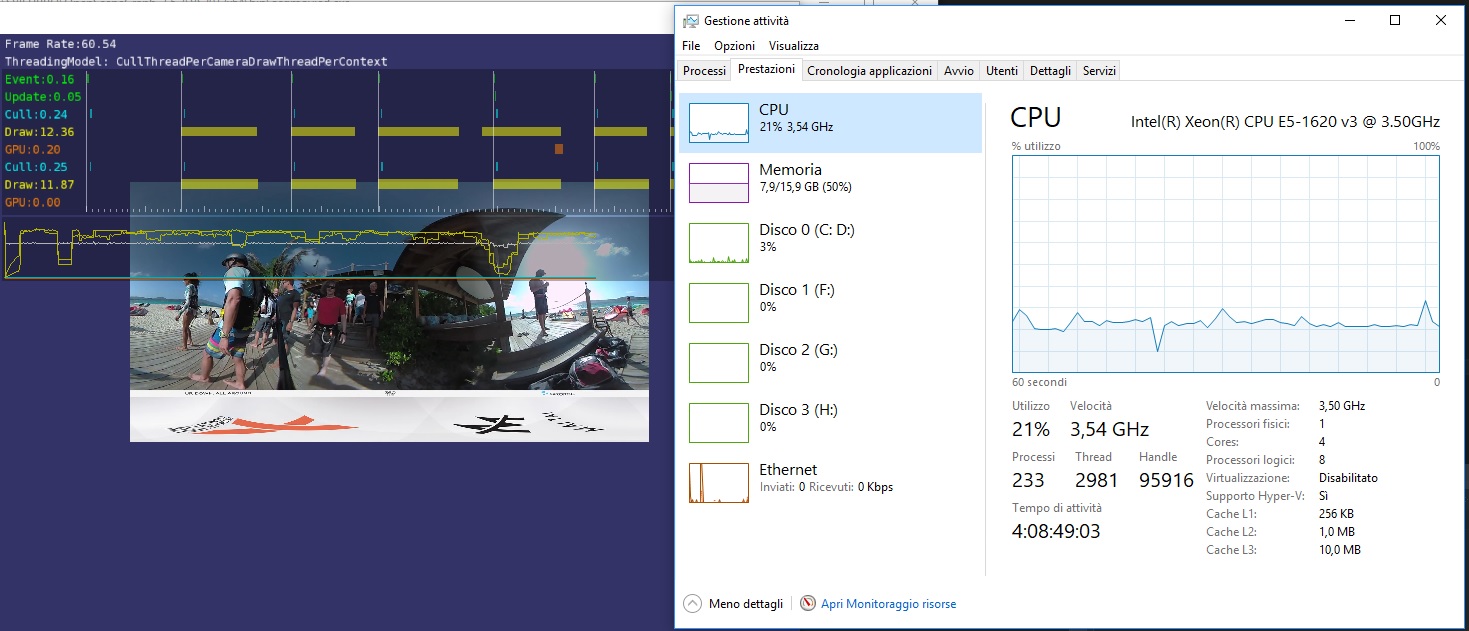 Frame Rate:60.54
ThreadingModel: CullThreadPerCameraDrawThreadPerContext
Event:0.16
Update:0.05
Cull:0.24
Draw:12.36
GPU:0.20
Cull:0.25
Draw:11.87
GPU:0.00
UP, DOWN, ALL AROUND
Gestione attività
File Opzioni Visualizza
Processi Prestazioni Cronologia applicazioni Avvio Utenti Dettagli Servizi
CPU
21% 3,54 GHz
Memoria
7,9/15,9 GB (50%)
Disco 0 (C: D:)
3%
Disco 1 (F:)
0%
Disco 2 (G:)
0%
Disco 3 (H:)
0%
Ethernet
Inviati: 0 Ricevuti: 0 Kbps
CPU Intel(R) Xeon(R) CPU E5-1620 v3 @ 3.50GHz
% utilizzo 100%
60 secondi 0
Utilizzo Velocità
21% 3,54 GHz
Processi Thread Handle
233 2981 95916
Tempo di attività
4:08:49:03
Velocità massima: 3,50 GHz
Processori fisici: 1
Cores: 4
Processori logici: 8
Virtualizzazione: Disabilitato
Supporto Hyper-V: Sì
Cache L1: 256 KB
Cache L2: 1,0 MB
Cache L3: 10,0 MB
Meno dettagli Apri Monitoraggio risorse